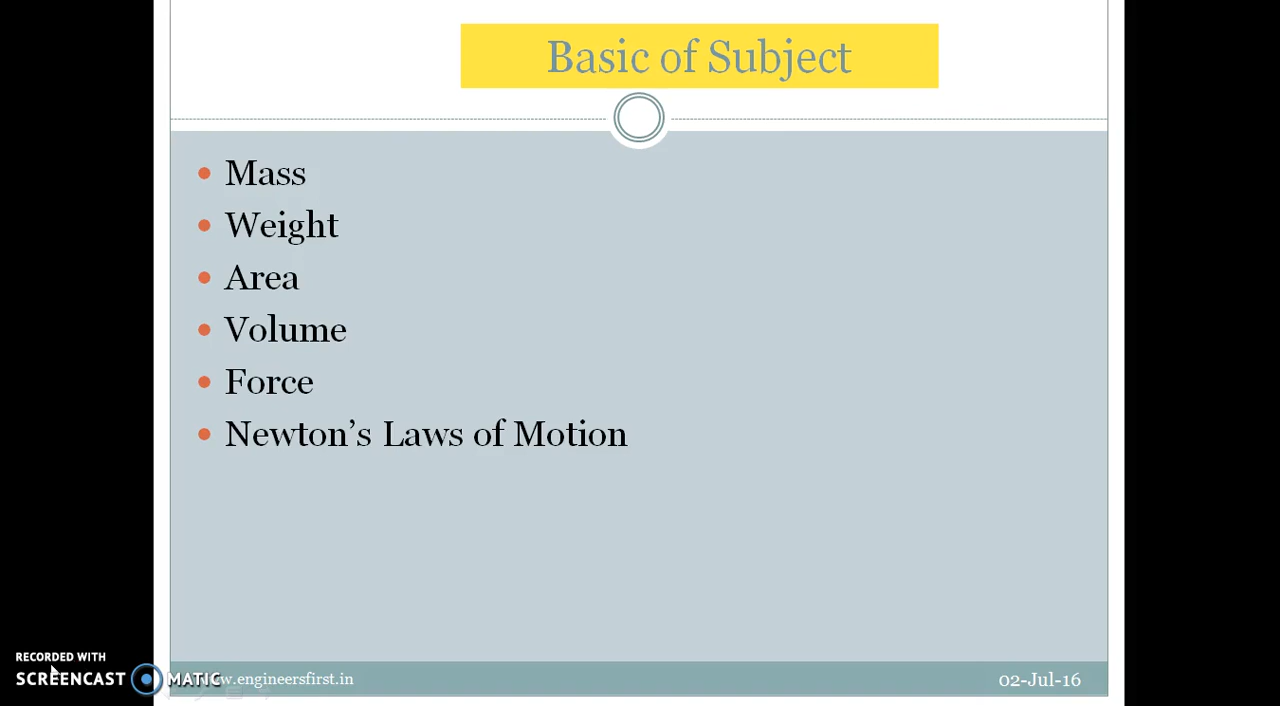 Basic of Subject
Mass
Weight
Area
Volume
Force
Newton's Laws of Motion
RECORDED WITH
SCREENCAST MATIC
w.engineersfirst.in
02-Jul-16